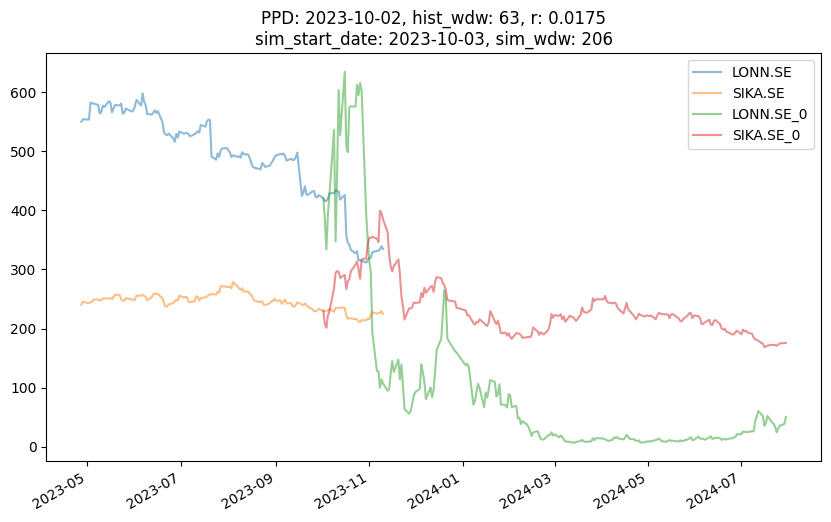 PPD: 2023-10-02, hist_wdw: 63, r: 0.0175
sim_start_date: 2023-10-03, sim_wdw: 206
LONN.SE
SIKA.SE
LONN.SE_0
SIKA.SE_0
600
500
400
300
200
100
0
2023-05
2023-07
2023-09
2023-11
2024-01
2024-03
2024-05
2024-07